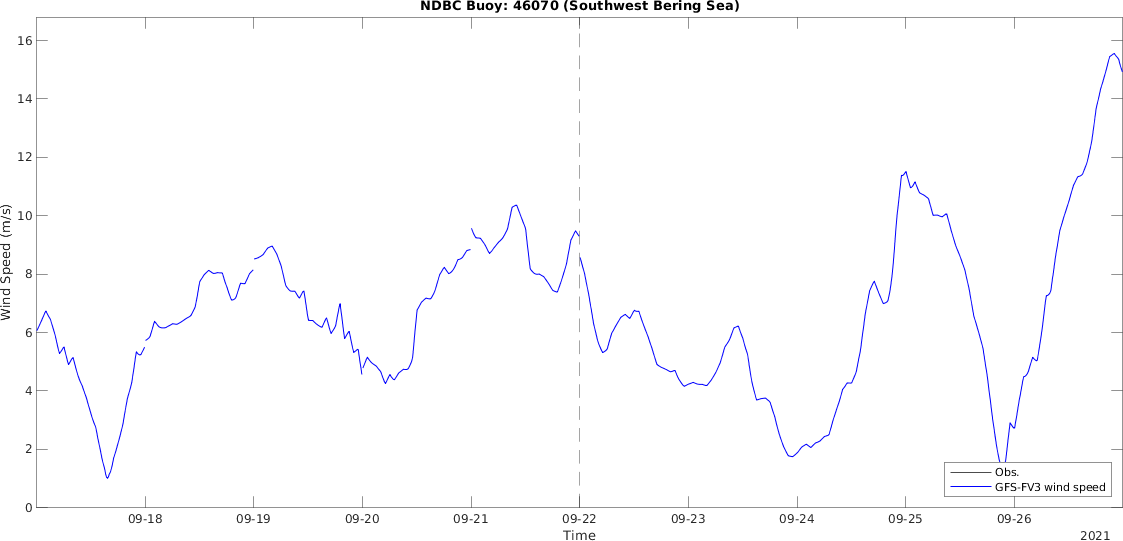 NDBC Buoy: 46070 (Southwest Bering Sea)
16
14
12
10
8
6
4
2
0
Wind Speed (m/s)
Obs.
GFS-FV3 wind speed
09-18 09-19 09-20 09-21 09-22 09-23 09-24 09-25 09-26
Time
2021